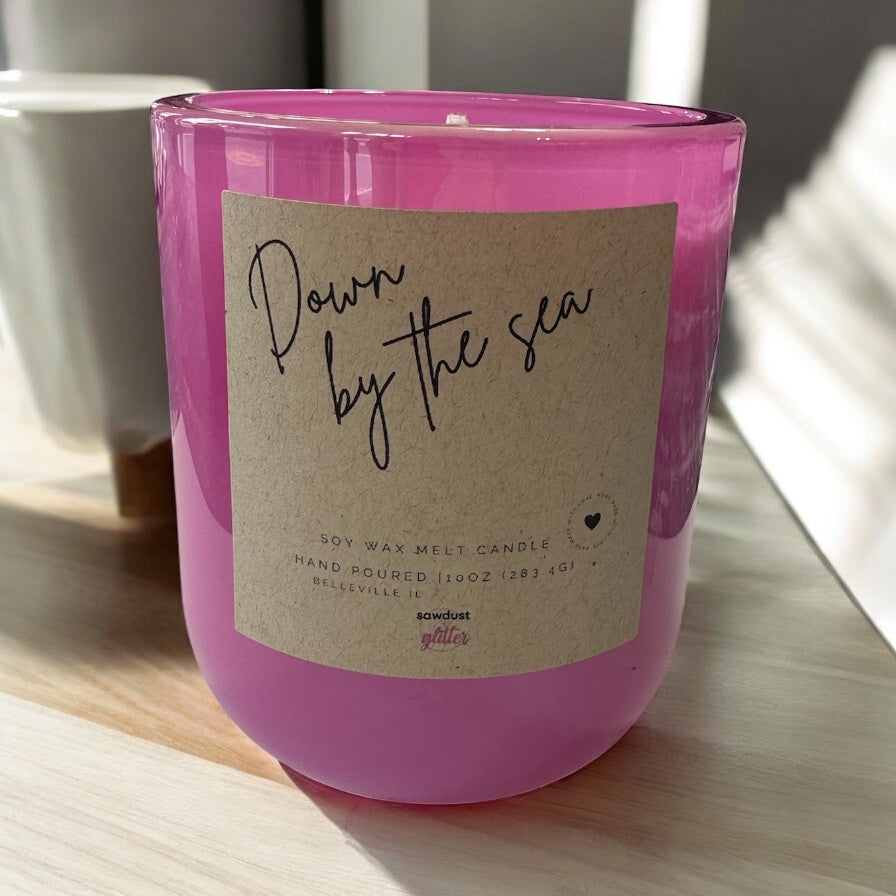 Down
by the sea
SOY WAX MELT CANDLE
HAND POURED |10OZ (283.4G)
BELLEVILLE IL
sawdust
glitter